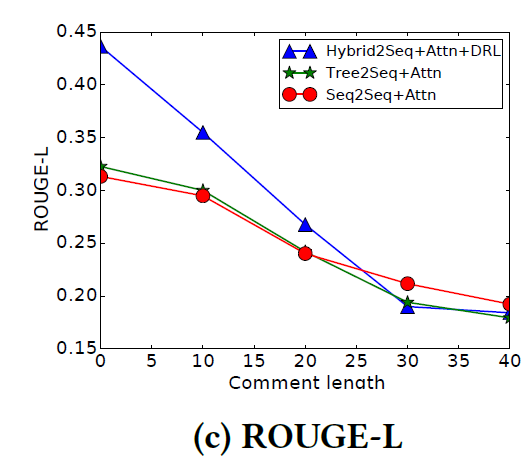 0.45
0.40
0.35
0.30
0.25
0.20
0.15
ROUGE-L
Hybrid2Seq+Attn+DRL
Tree2Seq+Attn
Seq2Seq+Attn
0 5 10 15 20 25 30 35 40
Comment length
(c) ROUGE-L